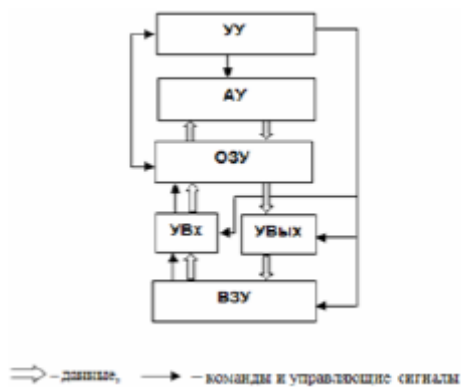 УУ
АУ
ОЗУ
УВх УВых
ВЗУ
– данные, – команды и управляющие сигналы